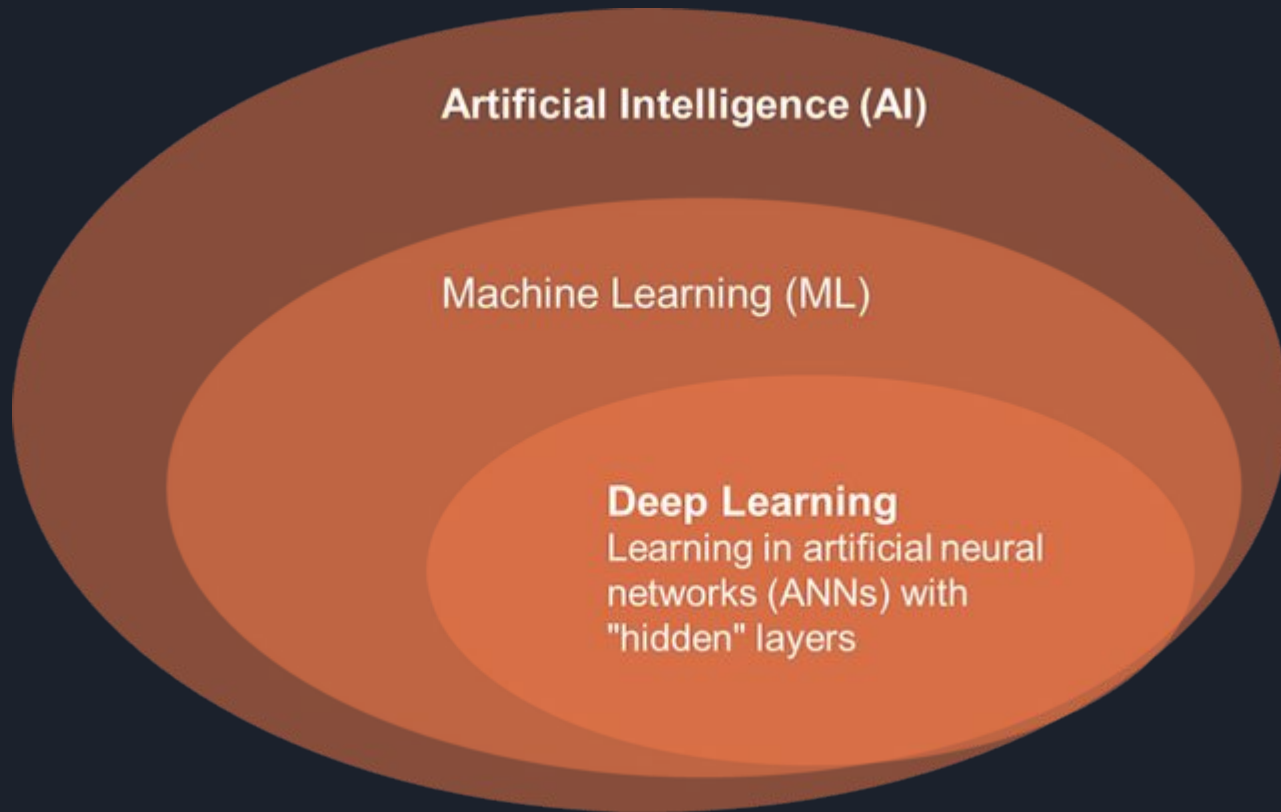 Artificial Intelligence (AI)
Machine Learning (ML)
Deep Learning
Learning in artificial neural
networks (ANNs) with
"hidden" layers